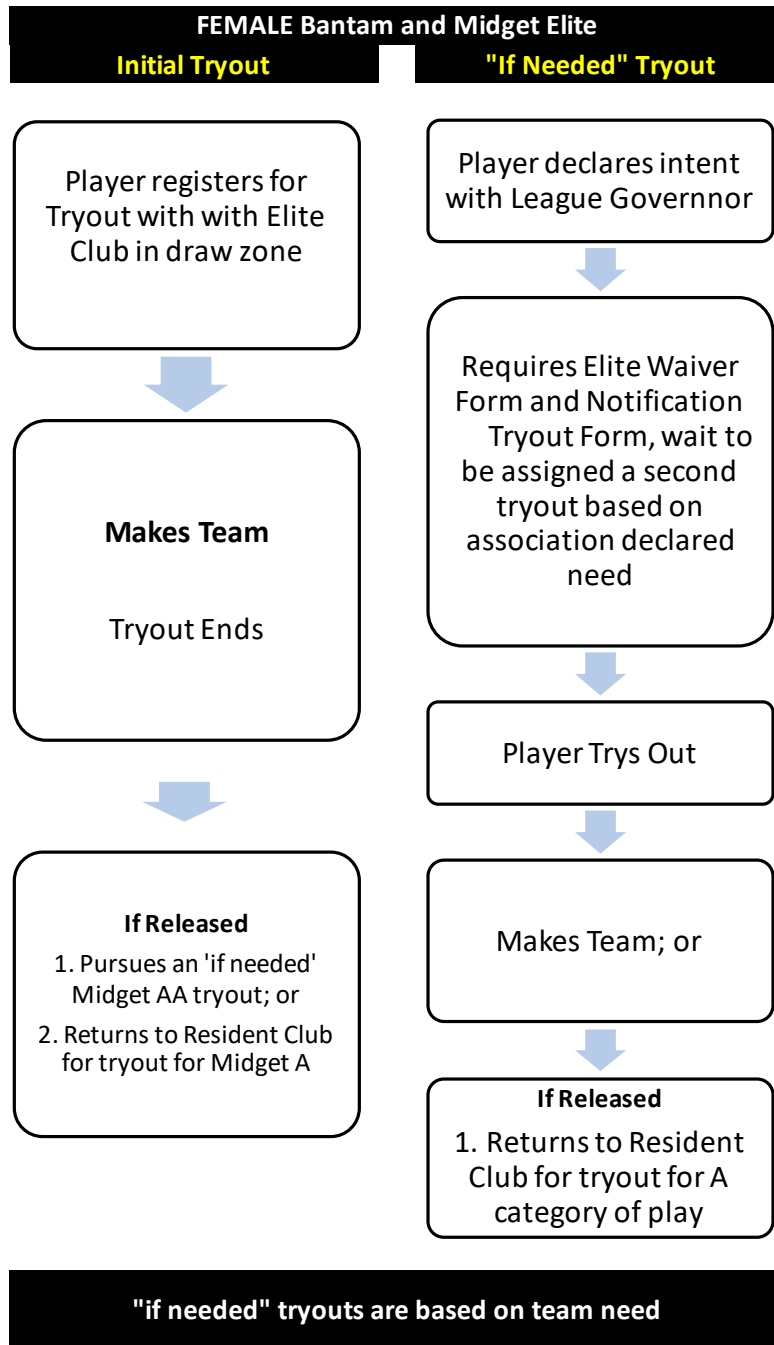 FEMALE Bantam and Midget Elite
Initial Tryout
Player registers for
Tryout with with Elite
Club in draw zone
Makes Team
Tryout Ends
If Released
1. Pursues an 'if needed'
Midget AA tryout; or
2. Returns to Resident Club
for tryout for Midget A
"If Needed" Tryout
Player declares intent
with League Governnor
Requires Elite Waiver
Form and Notification
Tryout Form, wait to
be assigned a second
tryout based on
association declared
need
Player Trys Out
Makes Team; or
If Released
1. Returns to Resident
Club for tryout for A
category of play
"if needed" tryouts are based on team need